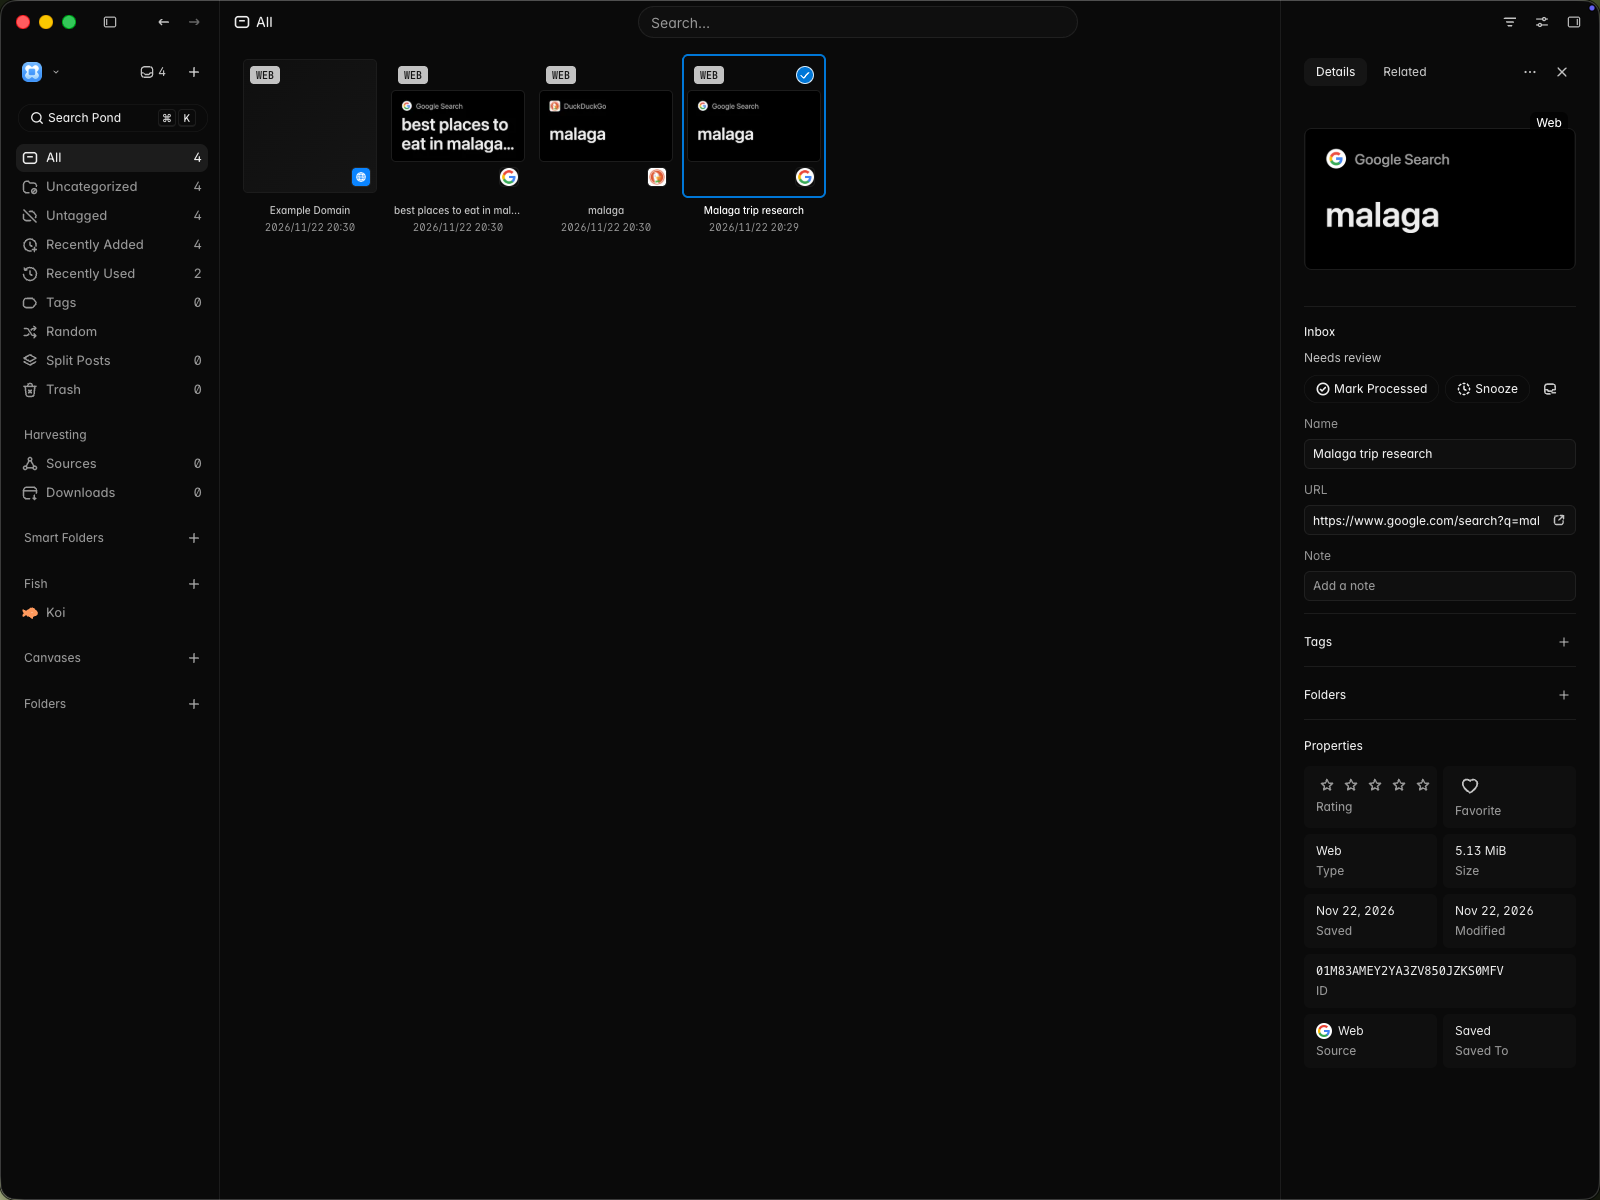 All
Search...
4
Search Pond
⌘ K
All 4
Uncategorized 4
Untagged 4
Recently Added 4
Recently Used 2
Tags 0
Random
Split Posts 0
Trash 0
Harvesting
Sources 0
Downloads 0
Smart Folders
Fish
Koi
Canvases
Folders
WEB
Example Domain
2026/11/22 20:30
WEB
Google Search
best places to
eat in malaga...
best places to eat in mal...
2026/11/22 20:30
WEB
DuckDuckGo
malaga
malaga
2026/11/22 20:30
WEB
Google Search
malaga
Malaga trip research
2026/11/22 20:29
Details Related
Web
Google Search
malaga
Inbox
Needs review
Mark Processed Snooze
Name
Malaga trip research
URL
https://www.google.com/search?q=mal
Note
Add a note
Tags
Folders
Properties
Rating
Favorite
Web
Type
5.13 MiB
Size
Nov 22, 2026
Saved
Nov 22, 2026
Modified
01M83AMEY2YA3ZV850JZKS0MFV
ID
Web
Source
Saved
Saved To